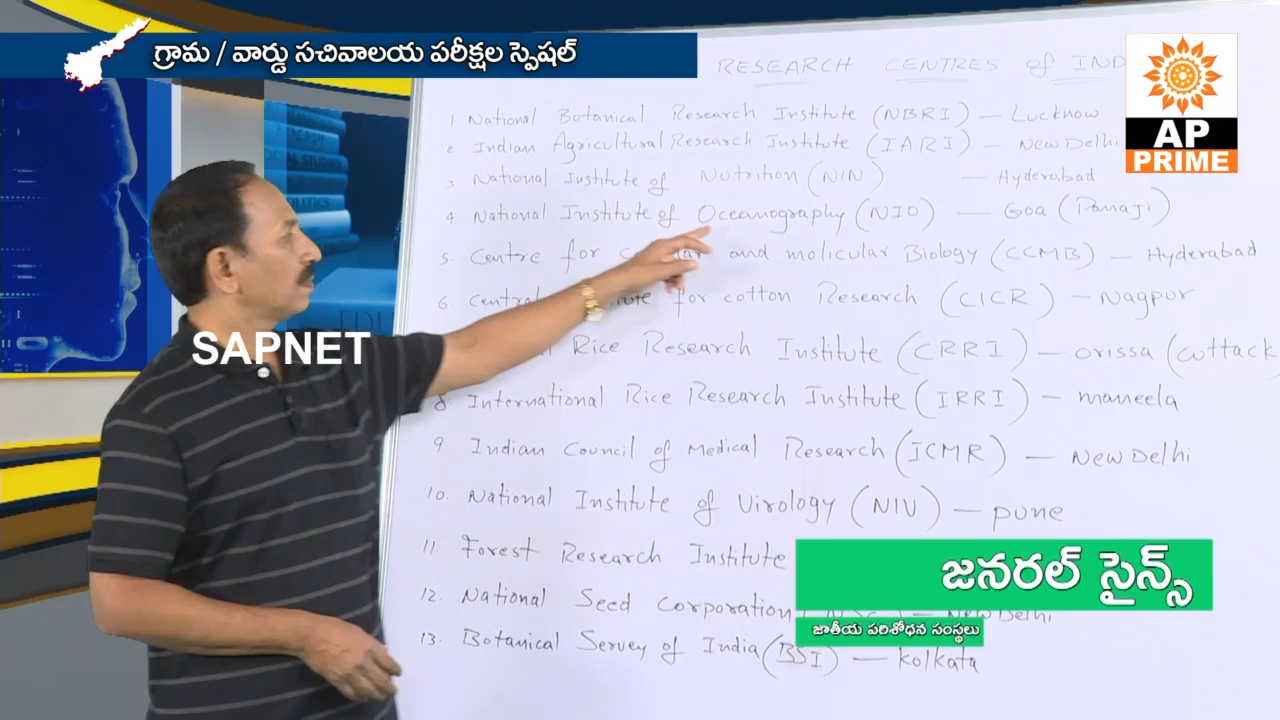 గ్రామ / వార్డు సచివాలయ పరీక్షల స్పెషల్
RESEARCH CENTRES of IND
AP
PRIME
1. National Botanical Research Institute (NBRI) — Lucknow
2. Indian Agricultural Research Institute (IARI) — New Delhi
3. National Institute of Nutrition (NIN) — Hyderabad
4. National Institute of Oceanography (NIO) — Goa (Panaji)
5. Centre for and molicular Biology (CCMB) — Hyderabad
6. Central for cotton Research (CICR) — Nagpur
Rice Research Institute (CRRI) — orissa (cuttack
8. International Rice Research Institute (IRRI) — maneela
9. Indian Council of Medical Research (ICMR) — New Delhi
10. National Institute of Virology (NIV) — pune
11. Forest Research Institute
12. National Seed Corporation — New Delhi
13. Botanical Servey of India (BSI) — kolkata
SAPNET
జనరల్ సైన్స్
జాతీయ పరిశోధన సంస్థలు